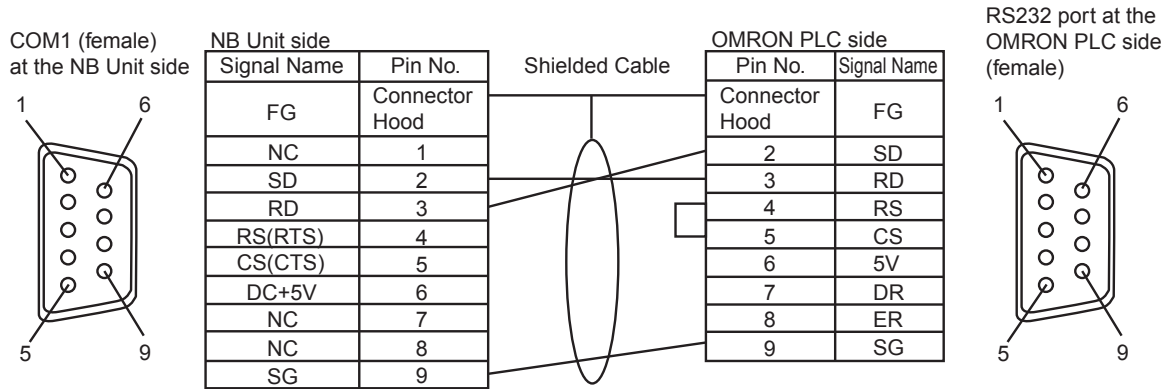 COM1 (female)
at the NB Unit side
1
6
5
9
NB Unit side
Signal Name Pin No.
FG Connector
Hood
NC 1
SD 2
RD 3
RS(RTS) 4
CS(CTS) 5
DC+5V 6
NC 7
NC 8
SG 9
Shielded Cable
OMRON PLC side
Pin No. Signal Name
Connector
Hood FG
2 SD
3 RD
4 RS
5 CS
6 5V
7 DR
8 ER
9 SG
RS232 port at the
OMRON PLC side
(female)
1
6
5
9